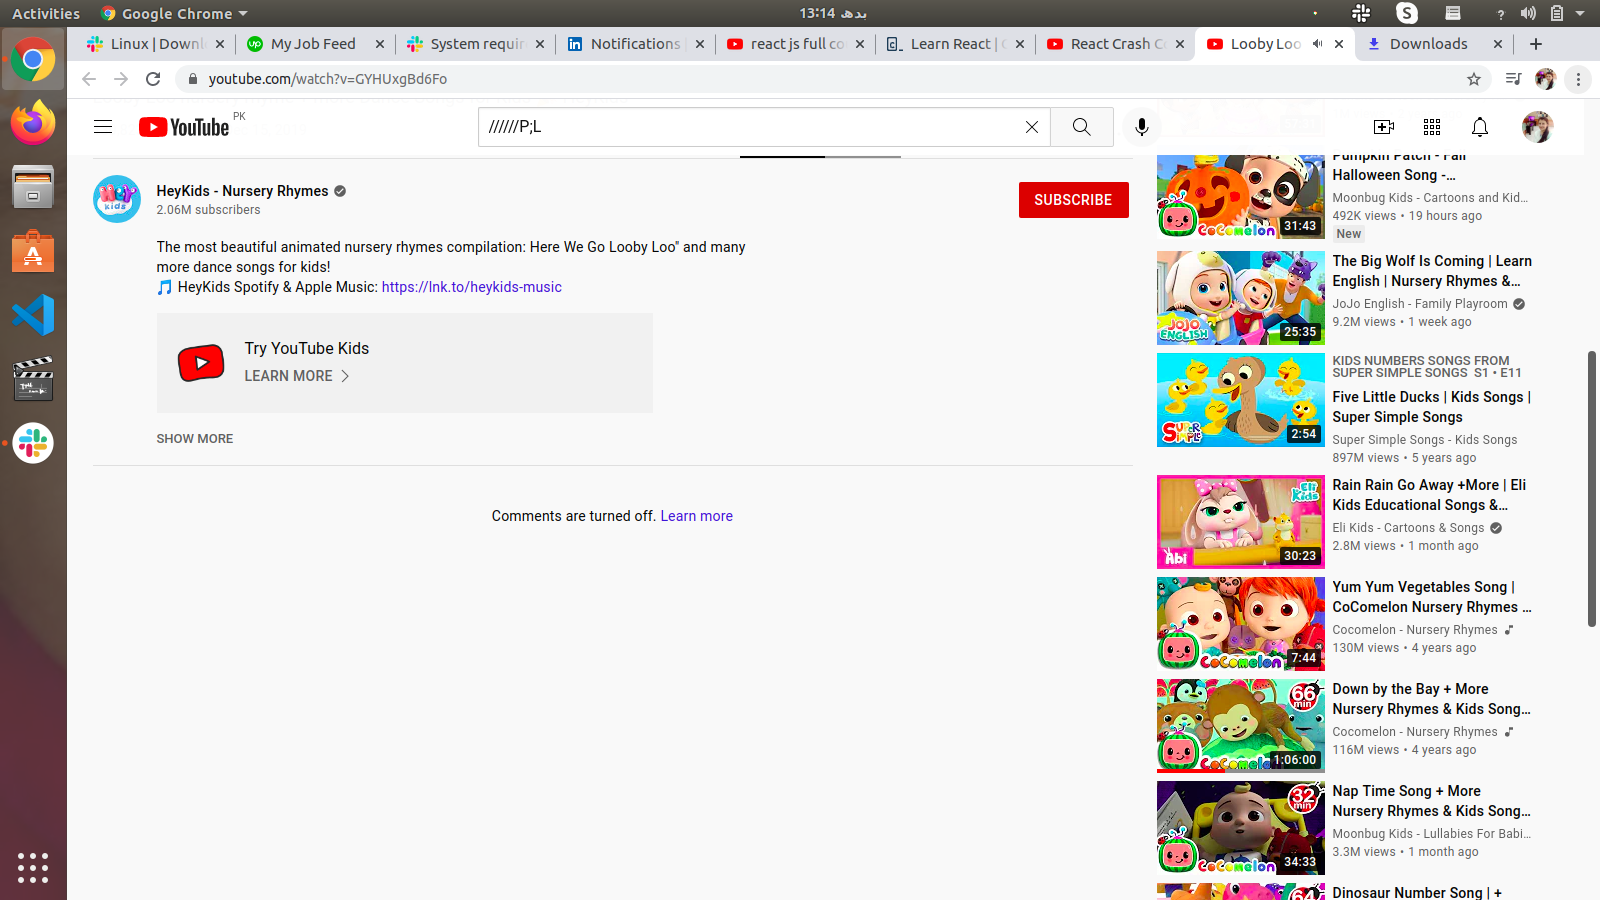 Activities
Google Chrome
13:14 بدھ
Linux | Downl
My Job Feed
System requir
Notifications
react js full co
Learn React | C
React Crash Co
Looby Loo
Downloads
youtube.com/watch?v=GYHUxgBd6Fo
YouTube PK
//////P;L
HeyKids - Nursery Rhymes
2.06M subscribers
SUBSCRIBE
The most beautiful animated nursery rhymes compilation: Here We Go Looby Loo" and many
more dance songs for kids!
🎵 HeyKids Spotify & Apple Music: https://lnk.to/heykids-music
Try YouTube Kids
LEARN MORE
SHOW MORE
Comments are turned off. Learn more
Pumpkin Patch - Fall
Halloween Song -...
Moonbug Kids - Cartoons and Kid...
492K views • 19 hours ago
New
31:43
The Big Wolf Is Coming | Learn
English | Nursery Rhymes &...
JoJo English - Family Playroom
9.2M views • 1 week ago
25:35
KIDS NUMBERS SONGS FROM
SUPER SIMPLE SONGS S1 • E11
Five Little Ducks | Kids Songs |
Super Simple Songs
Super Simple Songs - Kids Songs
897M views • 5 years ago
2:54
Rain Rain Go Away +More | Eli
Kids Educational Songs &...
Eli Kids - Cartoons & Songs
2.8M views • 1 month ago
30:23
Yum Yum Vegetables Song |
CoComelon Nursery Rhymes ...
Cocomelon - Nursery Rhymes
130M views • 4 years ago
7:44
Down by the Bay + More
Nursery Rhymes & Kids Song...
Cocomelon - Nursery Rhymes
116M views • 4 years ago
66 min
1:06:00
Nap Time Song + More
Nursery Rhymes & Kids Song...
Moonbug Kids - Lullabies For Babi...
3.3M views • 1 month ago
32 min
34:33
Dinosaur Number Song | +